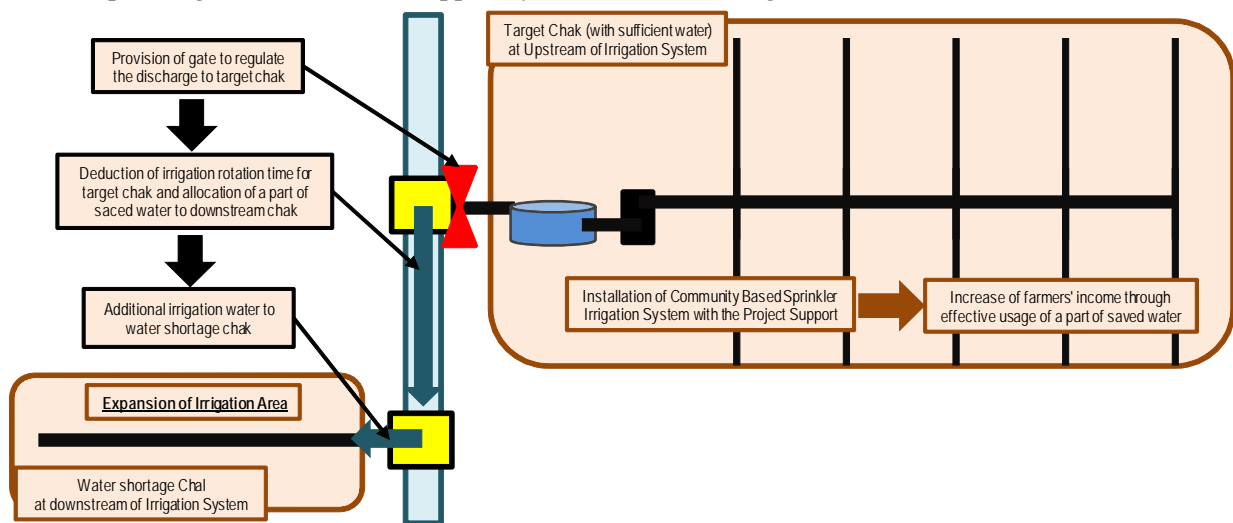 Provision of gate to regulate
the discharge to target chak
Deduction of irrigation rotation time for
target chak and allocation of a part of
saced water to downstream chak
Additional irrigation water to
water shortage chak
Expansion of Irrigation Area
Water shortage Chal
at downstream of Irrigation System
Target Chak (with sufficient water)
at Upstream of Irrigation System
Installation of Community Based Sprinkler
Irrigation System with the Project Support
Increase of farmers' income through
effective usage of a part of saved water